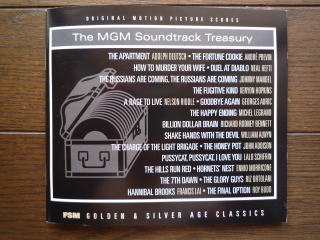 ORIGINAL MOTION PICTURE SCORES
The MGM Soundtrack Treasury
THE APARTMENT ADOLPH DEUTSCH • THE FORTUNE COOKIE ANDRÉ PREVIN
HOW TO MURDER YOUR WIFE • DUEL AT DIABLO NEAL HEFTI
THE RUSSIANS ARE COMING, THE RUSSIANS ARE COMING JOHNNY MANDEL
THE FUGITIVE KIND KENYON HOPKINS
A RAGE TO LIVE NELSON RIDDLE • GOODBYE AGAIN GEORGES AURIC
THE HAPPY ENDING MICHEL LEGRAND
BILLION DOLLAR BRAIN RICHARD RODNEY BENNETT
SHAKE HANDS WITH THE DEVIL WILLIAM ALWYN
THE CHARGE OF THE LIGHT BRIGADE • THE HONEY POT JOHN ADDISON
PUSSYCAT, PUSSYCAT, I LOVE YOU LALO SCHIFRIN
THE HILLS RUN RED • HORNETS' NEST ENNIO MORRICONE
THE 7TH DAWN • THE GLORY GUYS RIZ ORTOLANI
HANNIBAL BROOKS FRANCIS LAI • THE FINAL OPTION ROY BUDD
FSM GOLDEN & SILVER AGE CLASSICS